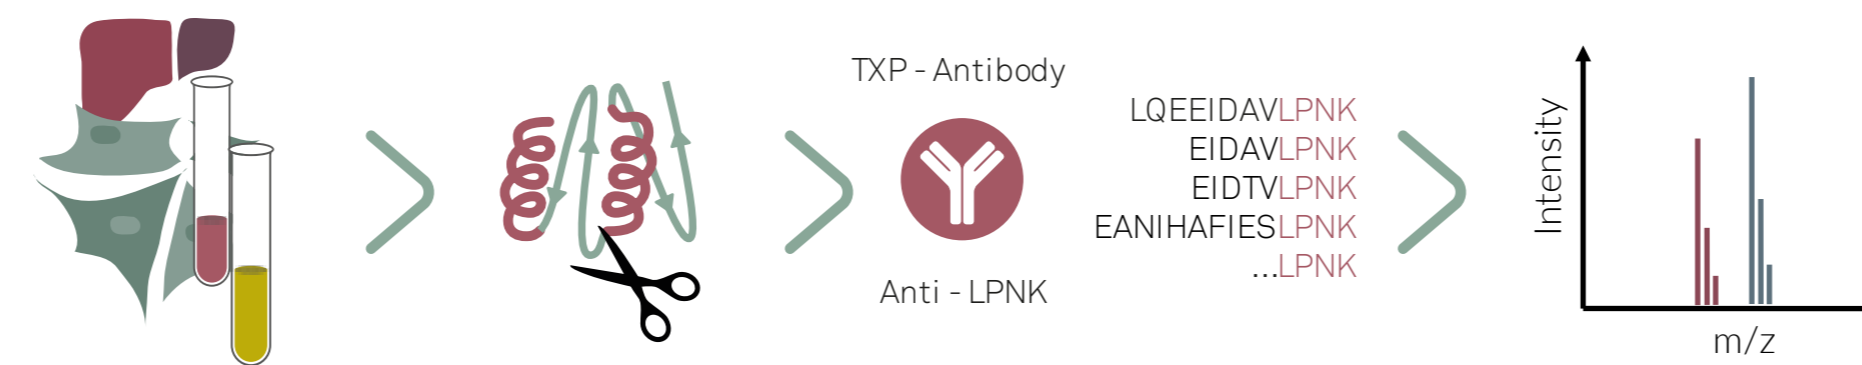 TXP - Antibody
Anti - LPNK
LQEEIDAVLPNK
EIDAVLPNK
EIDTVLPNK
EANIHAFIESLPNK
...LPNK
Intensity
m/z